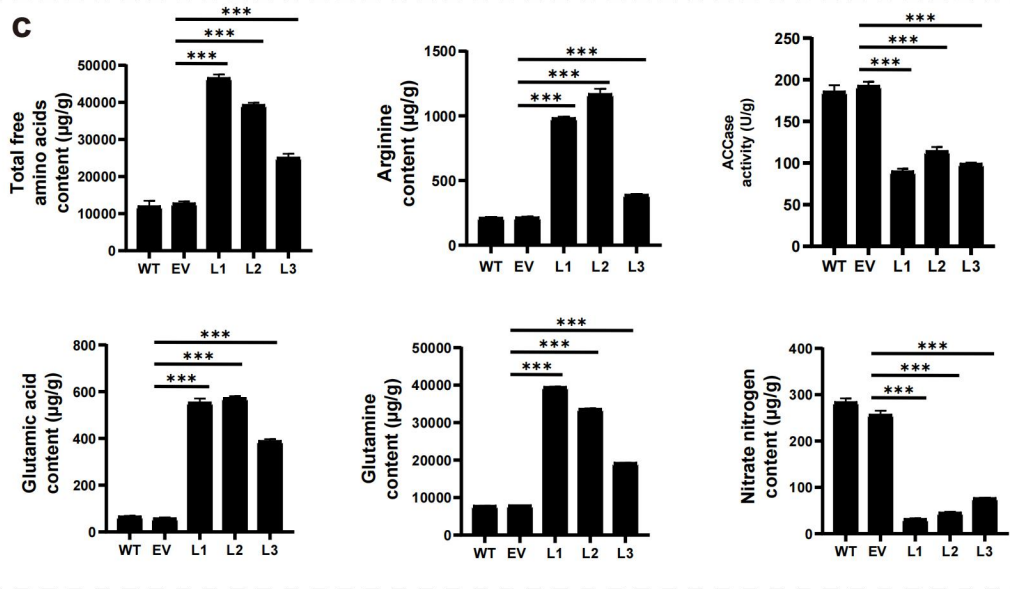 C
Total free
amino acids
content (μg/g)
50000
40000
30000
20000
10000
0
***
***
***
WT EV L1 L2 L3
Arginine
content (μg/g)
1500
1000
500
0
***
***
***
WT EV L1 L2 L3
ACCase
activity (U/g)
250
200
150
100
50
0
***
***
***
WT EV L1 L2 L3
Glutamic acid
content (μg/g)
800
600
400
200
0
***
***
***
WT EV L1 L2 L3
Glutamine
content (μg/g)
50000
40000
30000
20000
10000
0
***
***
***
WT EV L1 L2 L3
Nitrate nitrogen
content (μg/g)
400
300
200
100
0
***
***
***
WT EV L1 L2 L3